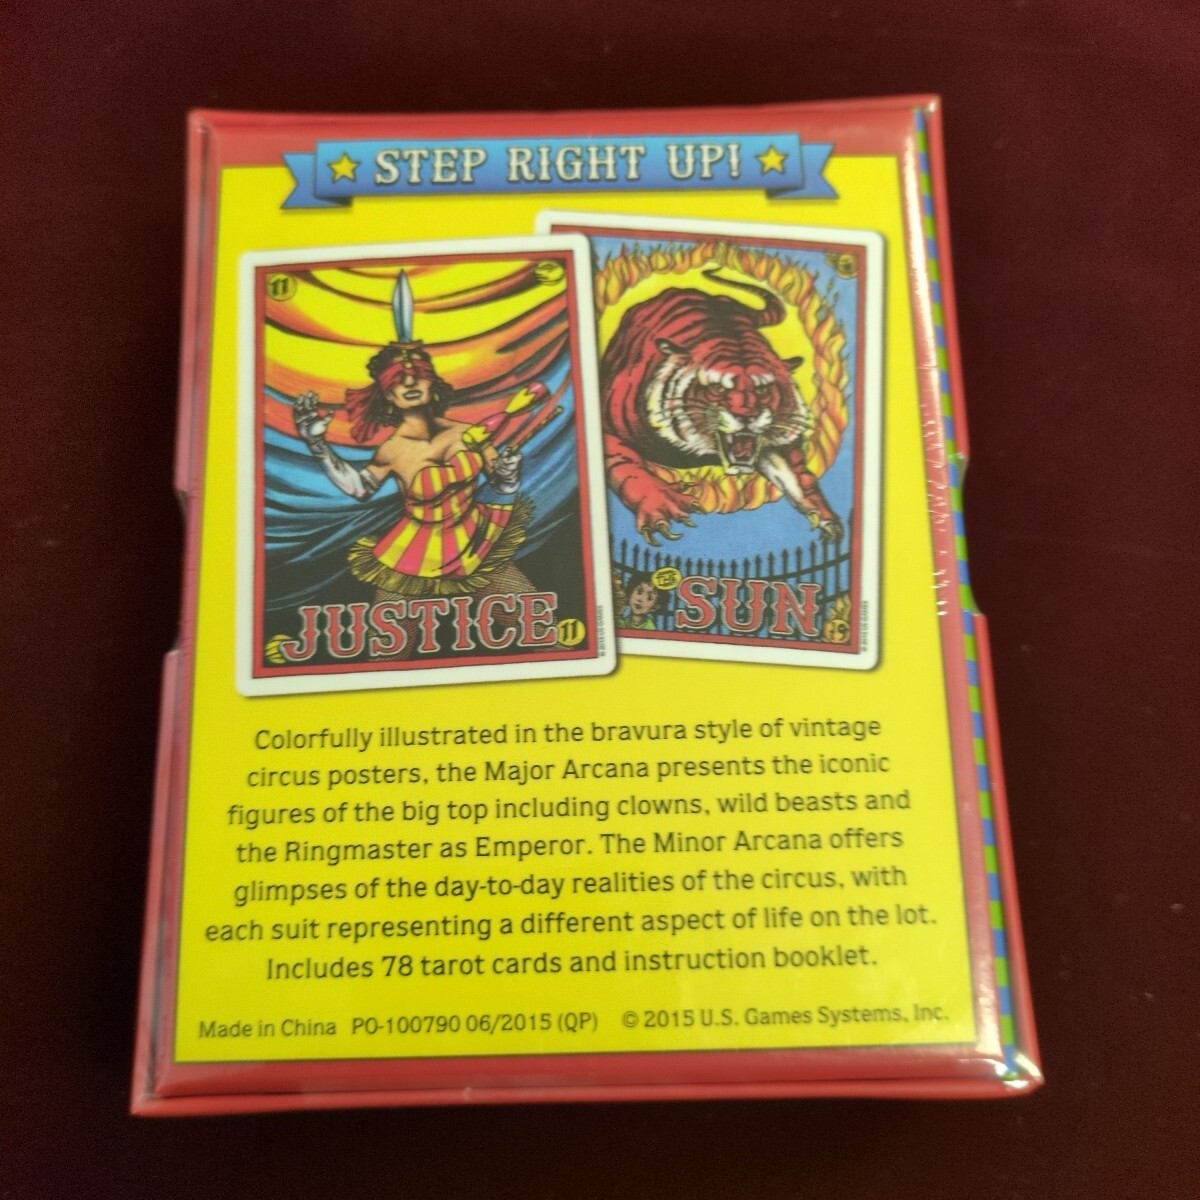 STEP RIGHT UP!
11
JUSTICE
11
THE
SUN
19
Colorfully illustrated in the bravura style of vintage
circus posters, the Major Arcana presents the iconic
figures of the big top including clowns, wild beasts and
the Ringmaster as Emperor. The Minor Arcana offers
glimpses of the day-to-day realities of the circus, with
each suit representing a different aspect of life on the lot.
Includes 78 tarot cards and instruction booklet.
Made in China PO-100790 06/2015 (QP) © 2015 U.S. Games Systems, Inc.